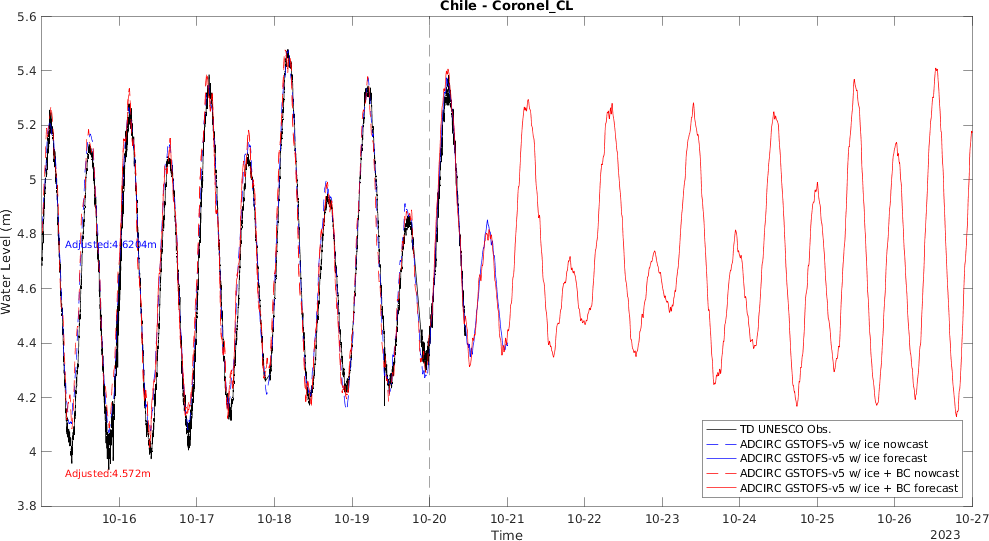 Chile - Coronel_CL
5.6
5.4
5.2
5
4.8
4.6
4.4
4.2
4
3.8
Water Level (m)
Adjusted:4.6204m
Adjusted:4.572m
TD UNESCO Obs.
ADCIRC GSTOFS-v5 w/ ice nowcast
ADCIRC GSTOFS-v5 w/ ice forecast
ADCIRC GSTOFS-v5 w/ ice + BC nowcast
ADCIRC GSTOFS-v5 w/ ice + BC forecast
10-16 10-17 10-18 10-19 10-20 10-21 10-22 10-23 10-24 10-25 10-26 10-27
Time
2023